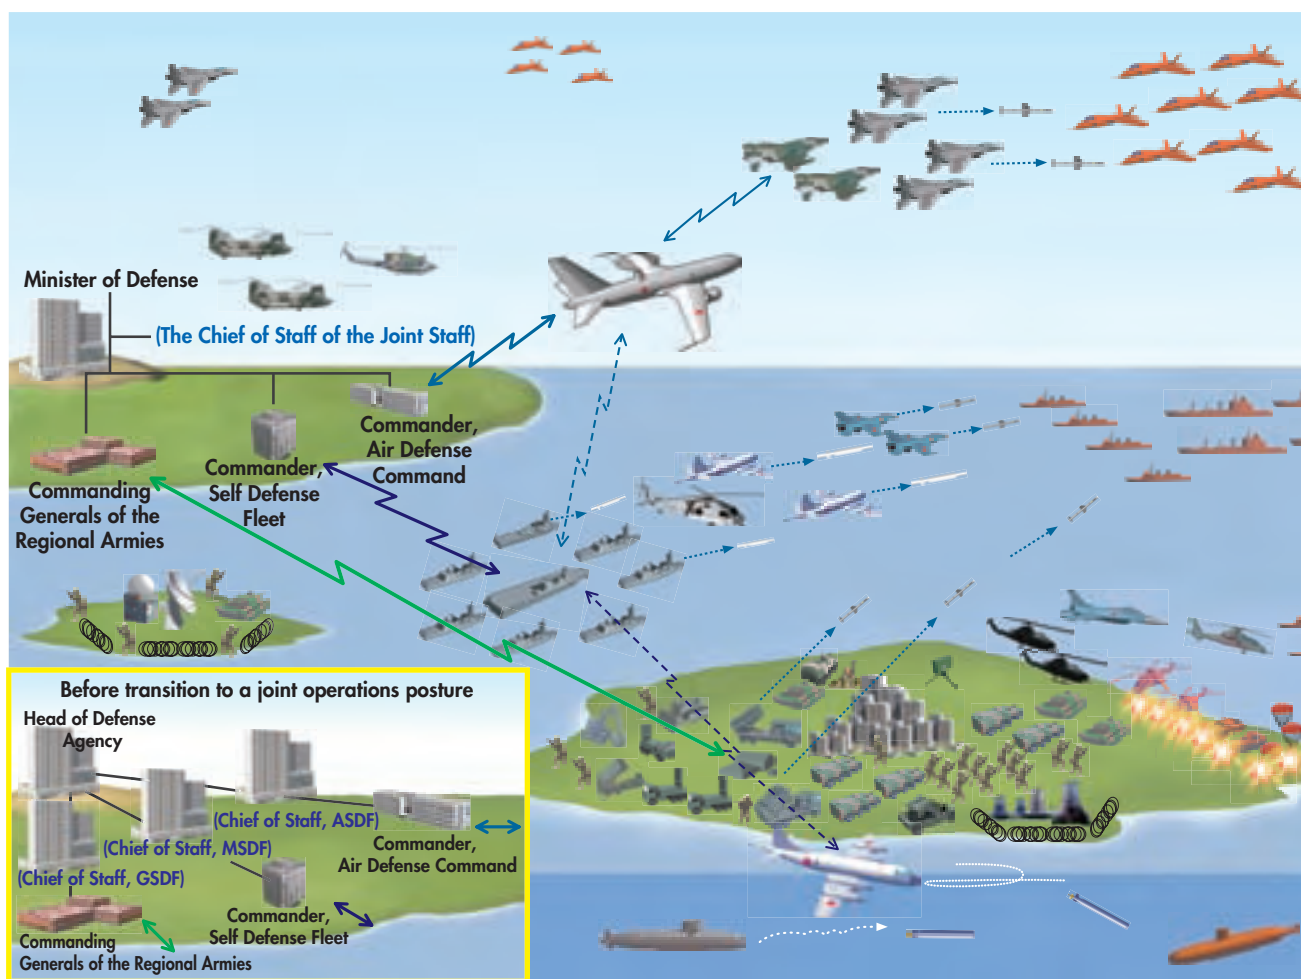 Minister of Defense
(The Chief of Staff of the Joint Staff)
Commander,
Air Defense
Command
Commander,
Self Defense
Fleet
Commanding
Generals of the
Regional Armies
Before transition to a joint operations posture
Head of Defense
Agency
(Chief of Staff, ASDF)
(Chief of Staff, MSDF)
(Chief of Staff, GSDF)
Commander,
Air Defense Command
Commander,
Self Defense Fleet
Commanding
Generals of the Regional Armies